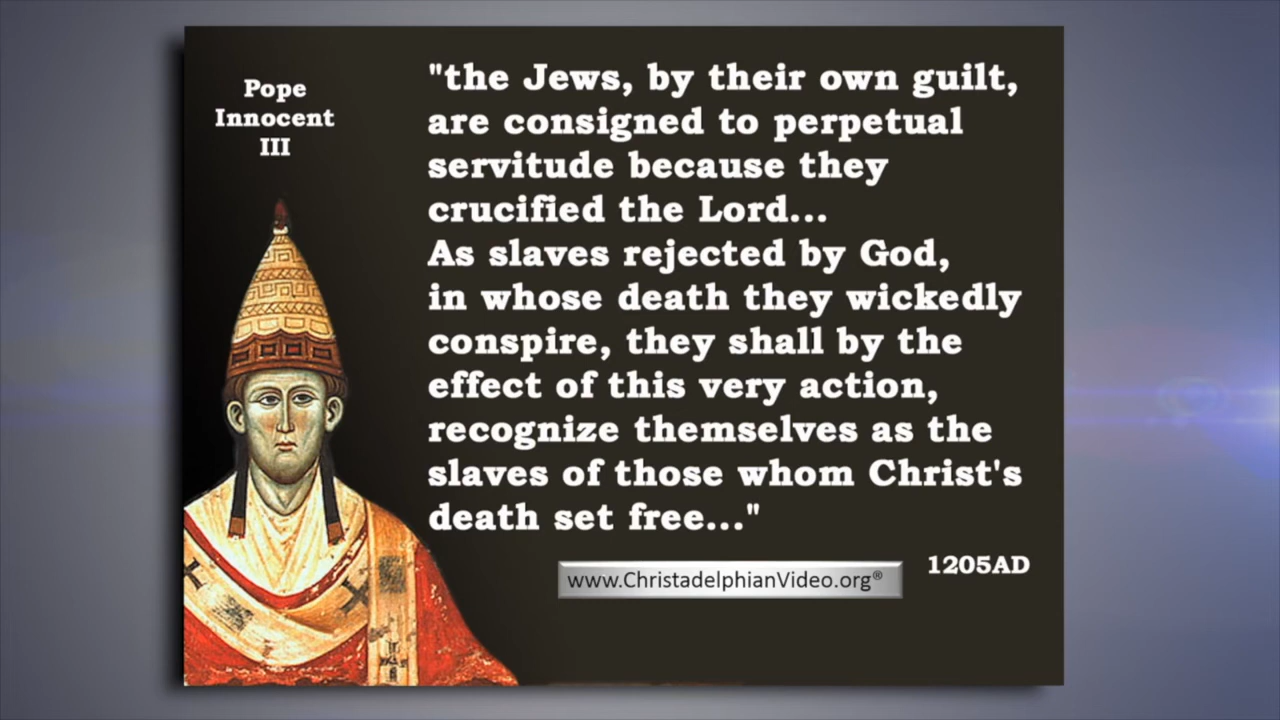 Pope
Innocent
III
"the Jews, by their own guilt,
are consigned to perpetual
servitude because they
crucified the Lord...
As slaves rejected by God,
in whose death they wickedly
conspire, they shall by the
effect of this very action,
recognize themselves as the
slaves of those whom Christ's
death set free..."
1205AD
www.ChristadelphianVideo.org®